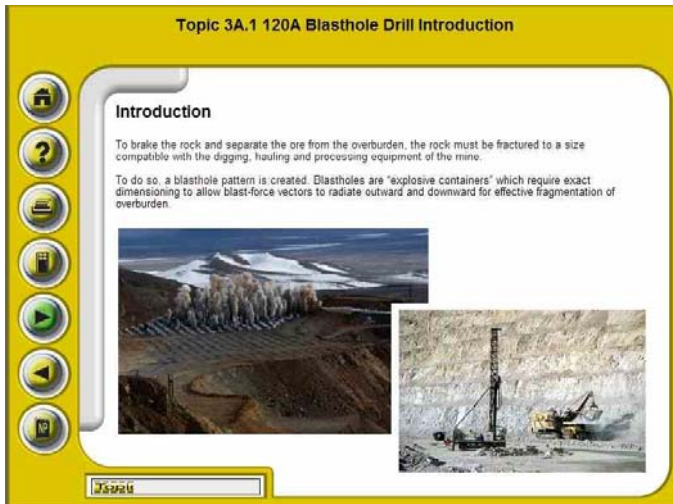 Topic 3A.1 120A Blasthole Drill Introduction
Introduction
To brake the rock and separate the ore from the overburden, the rock must be fractured to a size
compatible with the digging, hauling and processing equipment of the mine.
To do so, a blasthole pattern is created. Blastholes are "explosive containers" which require exact
dimensioning to allow blast-force vectors to radiate outward and downward for effective fragmentation of
overburden.
?